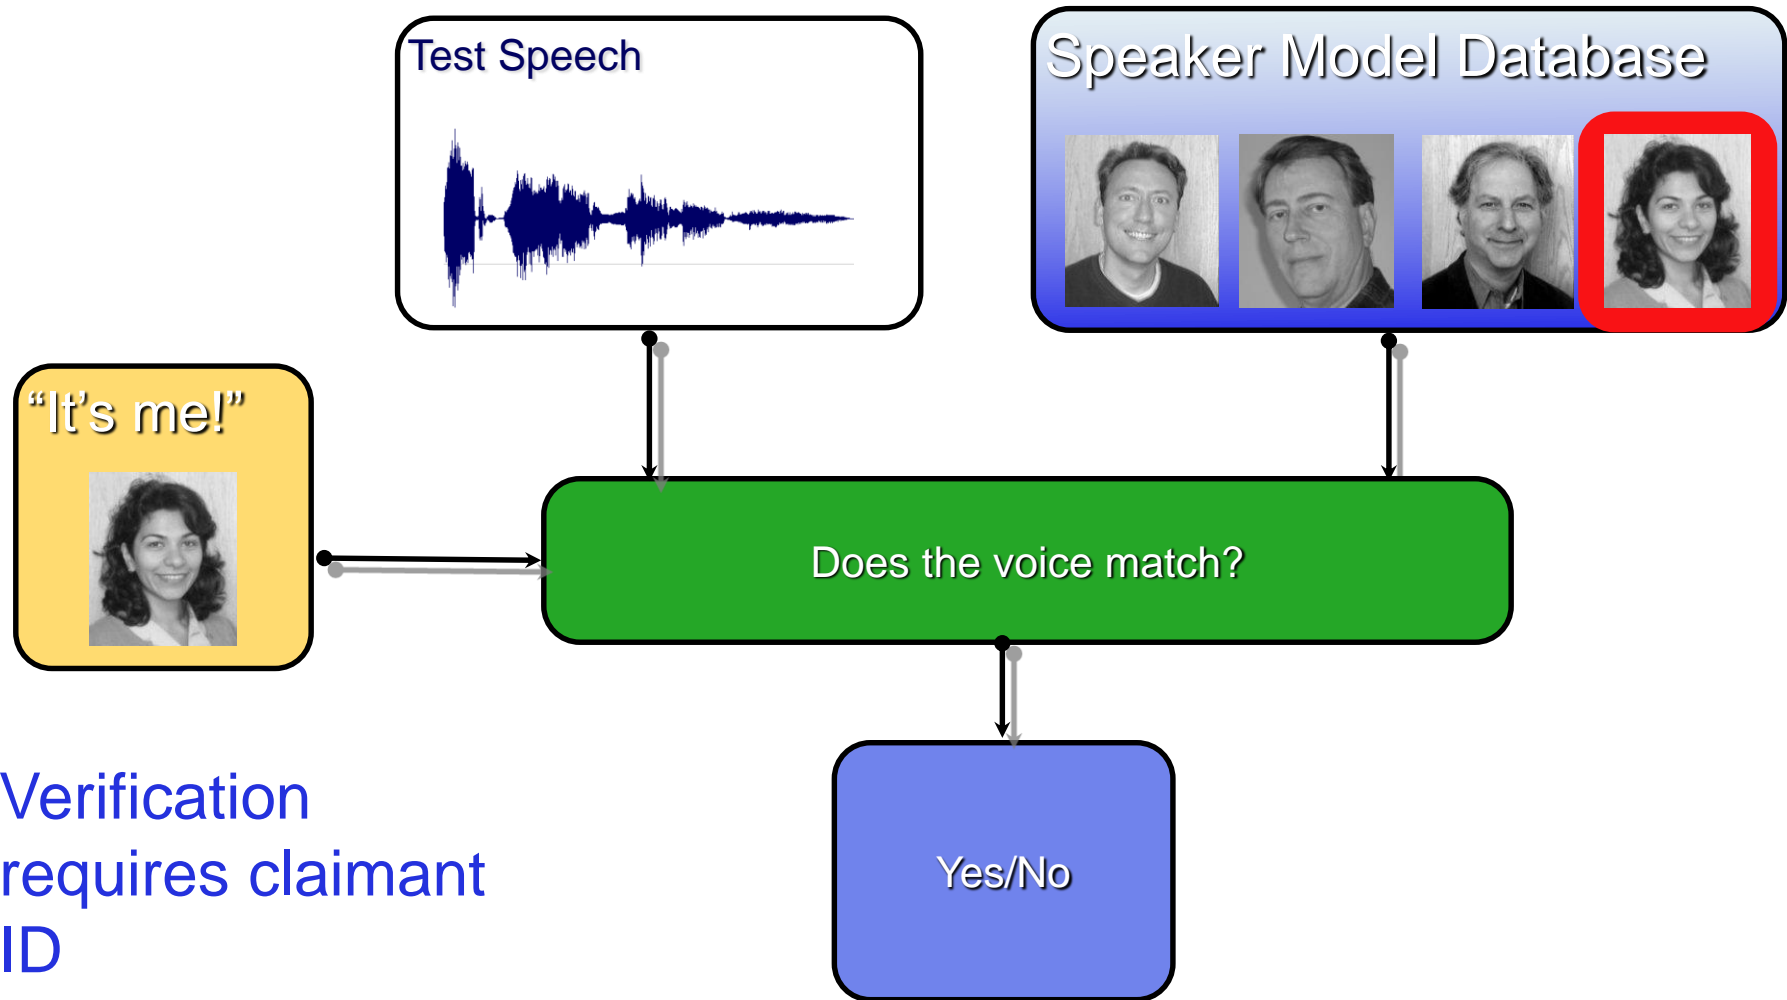 Test Speech
Speaker Model Database
“It’s me!”
Does the voice match?
Yes/No
Verification
requires claimant
ID